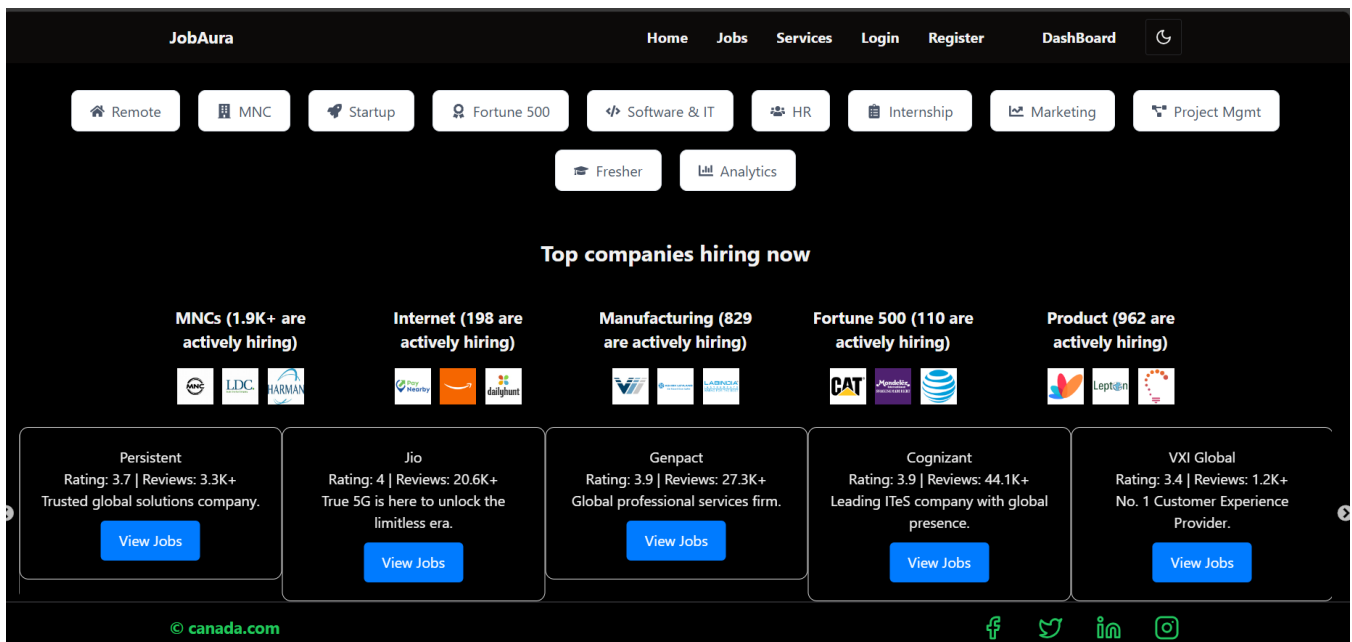 JobAura Home Jobs Services Login Register DashBoard
Remote MNC Startup Fortune 500 Software & IT HR Internship Marketing Project Mgmt
Fresher Analytics
Top companies hiring now
MNCs (1.9K+ are
actively hiring)
Internet (198 are
actively hiring)
Manufacturing (829
are actively hiring)
Fortune 500 (110 are
actively hiring)
Product (962 are
actively hiring)
MNC LDC. HARMAN
Pay
Nearby
dailyhunt
CAT Mondelēz
AT&T
Lepton
Persistent
Rating: 3.7 | Reviews: 3.3K+
Trusted global solutions company.
View Jobs
Jio
Rating: 4 | Reviews: 20.6K+
True 5G is here to unlock the
limitless era.
View Jobs
Genpact
Rating: 3.9 | Reviews: 27.3K+
Global professional services firm.
View Jobs
Cognizant
Rating: 3.9 | Reviews: 44.1K+
Leading ITeS company with global
presence.
View Jobs
VXI Global
Rating: 3.4 | Reviews: 1.2K+
No. 1 Customer Experience
Provider.
View Jobs
© canada.com